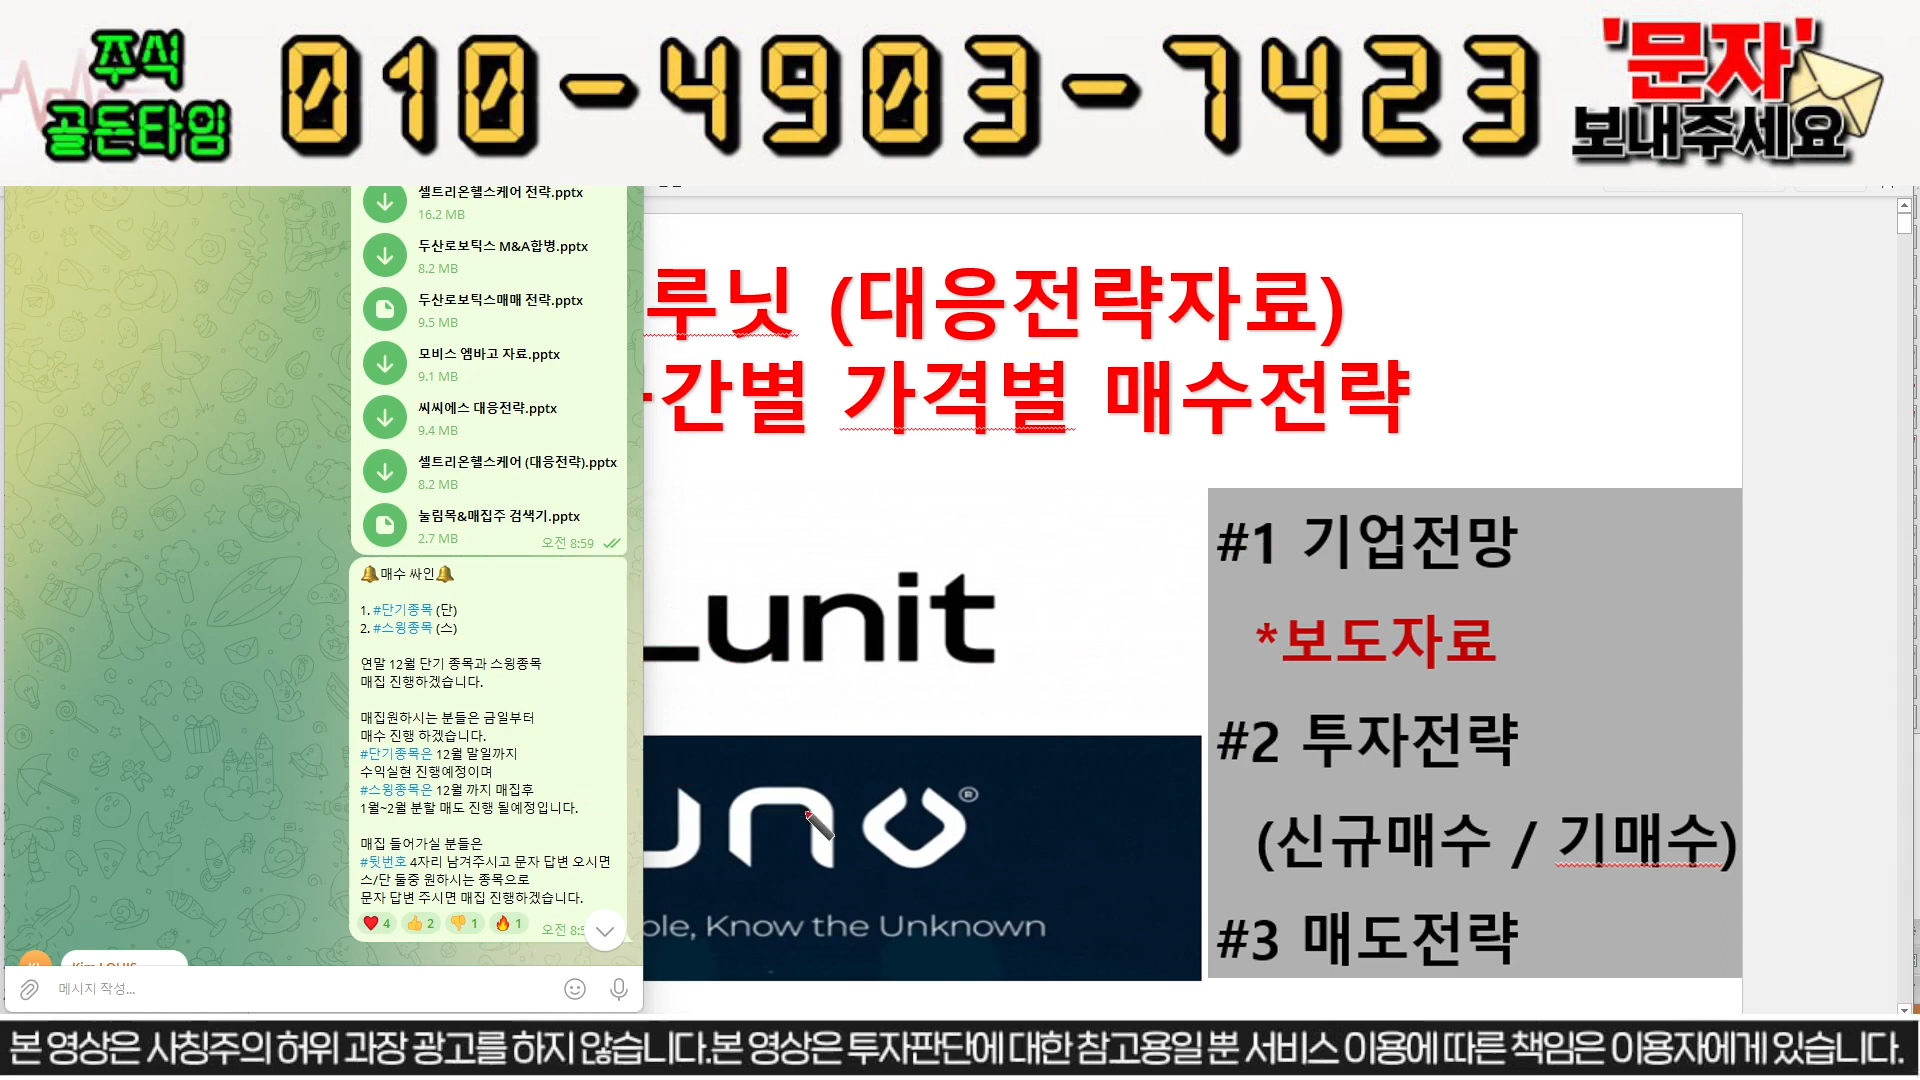 주식
골든타임
010-4903-7423
'문자'
보내주세요
셀트리온헬스케어 전략.pptx
16.2 MB
두산로보틱스 M&A합병.pptx
8.2 MB
두산로보틱스매매 전략.pptx
9.5 MB
모비스 엠바고 자료.pptx
9.1 MB
씨씨에스 대응전략.pptx
9.4 MB
셀트리온헬스케어 (대응전략).pptx
8.2 MB
눌림목&매집주 검색기.pptx
2.7 MB
오전 8:59
🔔매수 싸인🔔
1. #단기종목 (단)
2. #스윙종목 (스)
연말 12월 단기 종목과 스윙종목
매집 진행하겠습니다.
매집원하시는 분들은 금일부터
매수 진행 하겠습니다.
#단기종목은 12월 말일까지
수익실현 진행예정이며
#스윙종목은 12월 까지 매집후
1월~2월 분할 매도 진행 될예정입니다.
매집 들어가실 분들은
#뒷번호 4자리 남겨주시고 문자 답변 오시면
스/단 둘중 원하시는 종목으로
문자 답변 주시면 매집 진행하겠습니다.
❤️ 4 👍 2 👎 1 🔥 1
오전 8:5
메시지 작성...
루닛 (대응전략자료)
간별 가격별 매수전략
Lunit
uno®
ple, Know the Unknown
#1 기업전망
*보도자료
#2 투자전략
(신규매수 / 기매수)
#3 매도전략
본 영상은 사칭주의 허위 과장 광고를 하지 않습니다.본 영상은 투자판단에 대한 참고용일 뿐 서비스 이용에 따른 책임은 이용자에게 있습니다.